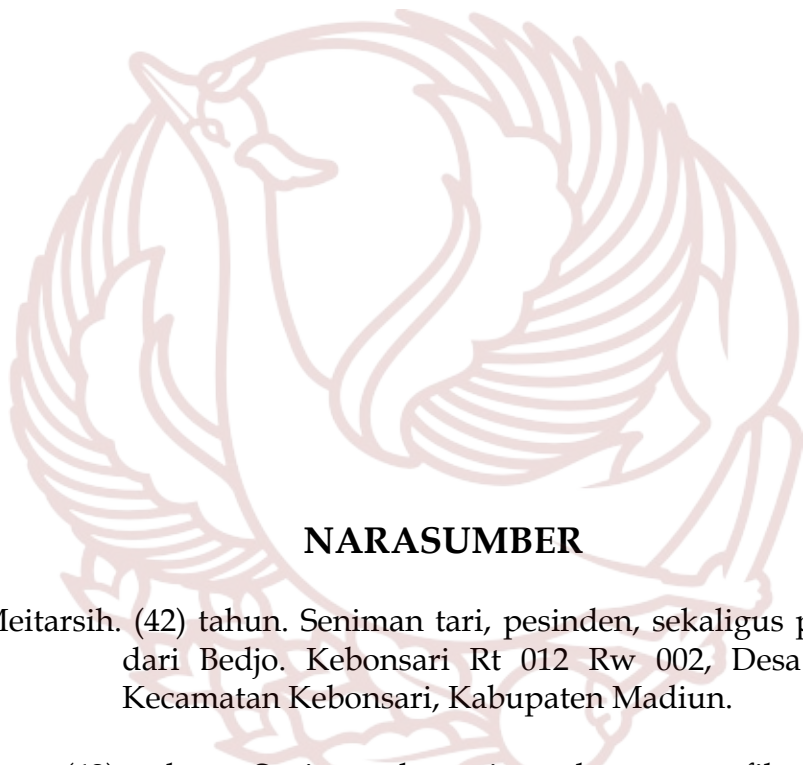 NARASUMBER
Meitarsih. (42) tahun. Seniman tari, pesinden, sekaligus
dari Bedjo. Kebonsari Rt 012 Rw 002, Desa
Kecamatan Kebonsari, Kabupaten Madiun.